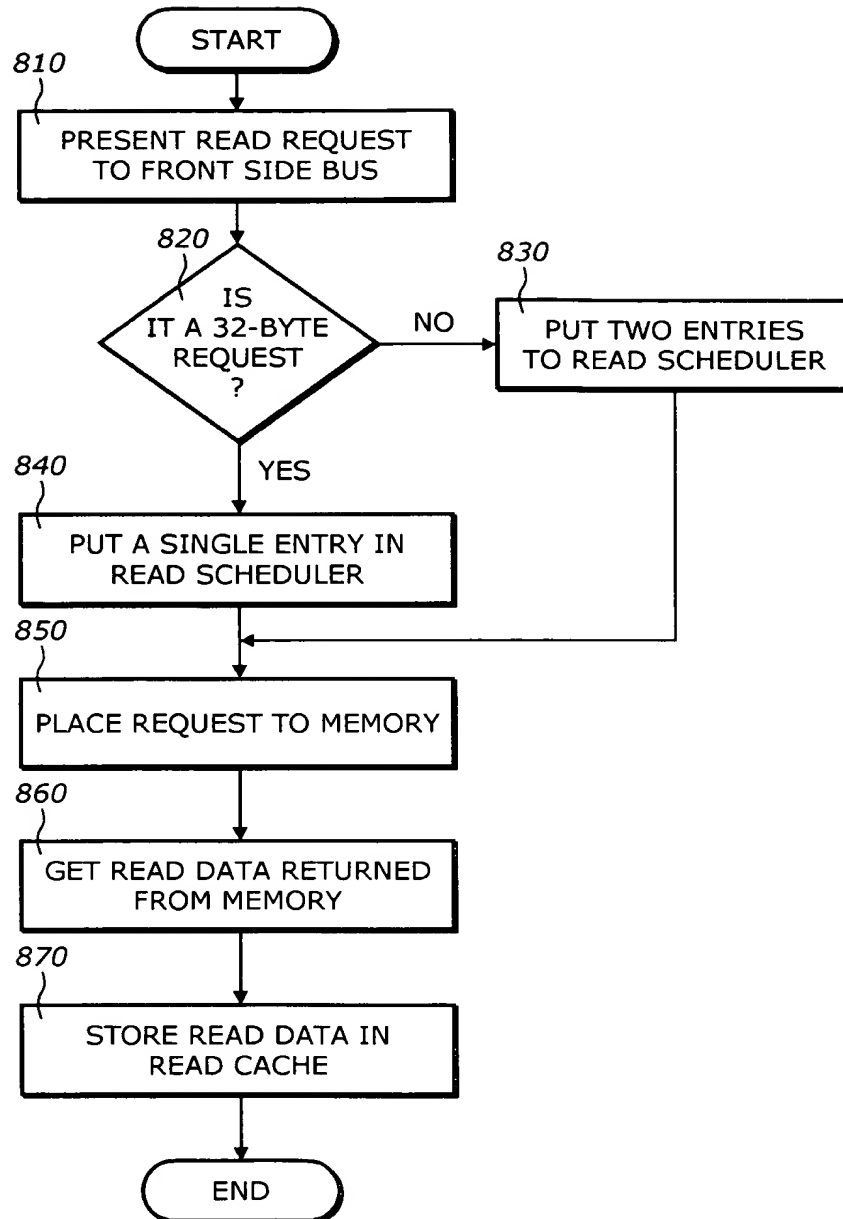 START
810
PRESENT READ REQUEST
TO FRONT SIDE BUS
820
IS
IT A 32-BYTE
REQUEST
?
NO
830
PUT TWO ENTRIES
TO READ SCHEDULER
YES
840
PUT A SINGLE ENTRY IN
READ SCHEDULER
850
PLACE REQUEST TO MEMORY
860
GET READ DATA RETURNED
FROM MEMORY
870
STORE READ DATA IN
READ CACHE
END